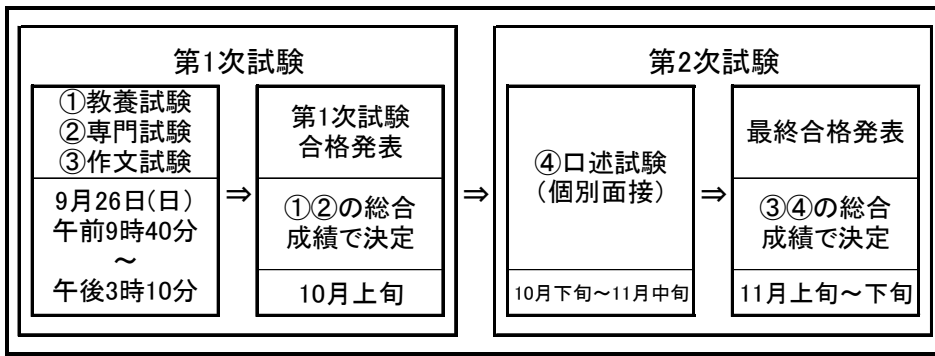 第1次試験
①教養試験
②専門試験
③作文試験
9月26日(日)
午前9時40分
～
午後3時10分
⇒
第1次試験
合格発表
①②の総合
成績で決定
10月上旬
⇒
第2次試験
④口述試験
（個別面接）
10月下旬～11月中旬
⇒
最終合格発表
③④の総合
成績で決定
11月上旬～下旬